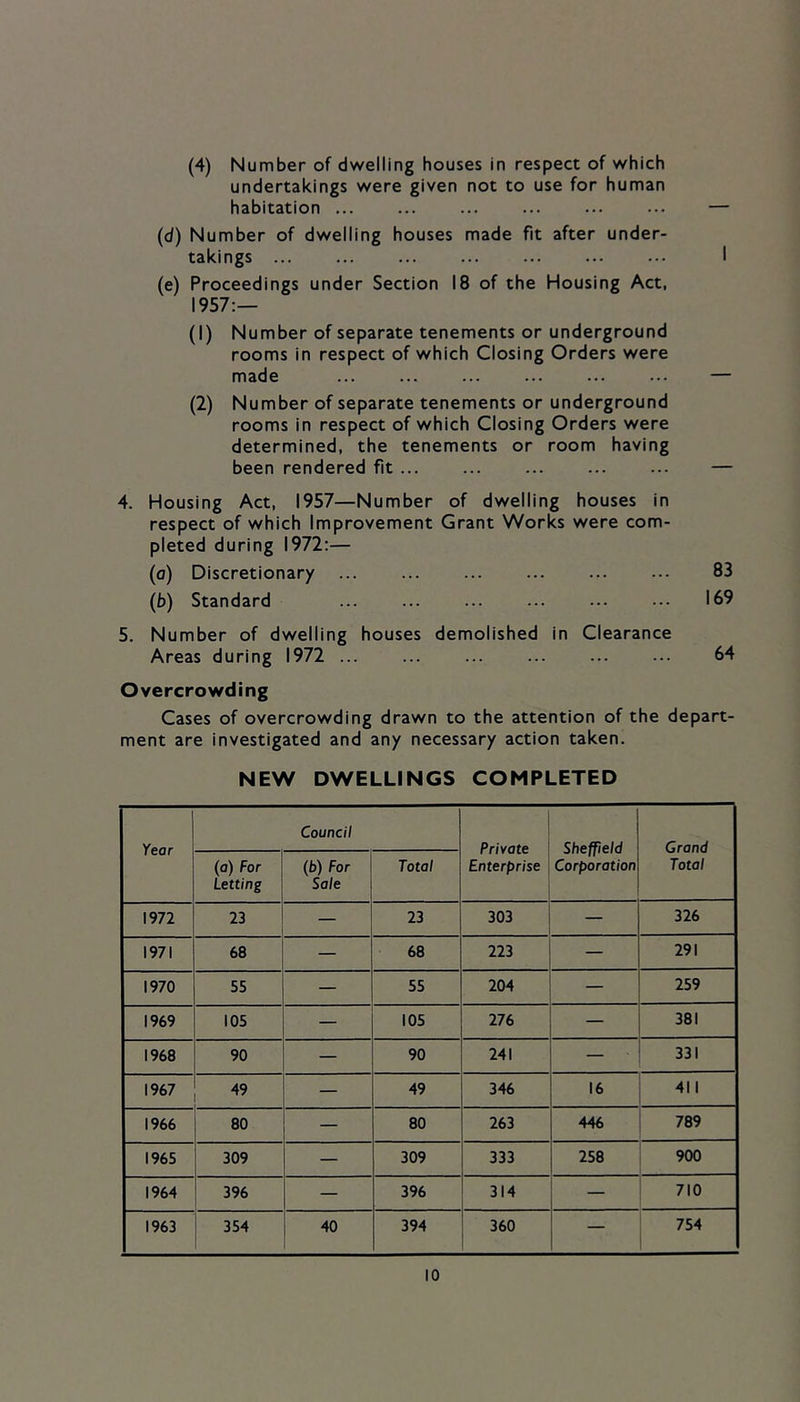 (4) Number of dwelling houses in respect of which
undertakings were given not to use for human
habitation ... ... ... ... ... ... —
(d) Number of dwelling houses made fit after under-
takings ... ... ... ... ... ... ... 1
(e) Proceedings under Section 18 of the Housing Act,
1957:—
(1) Number of separate tenements or underground
rooms in respect of which Closing Orders were
made ... ... ... ... ... ... —
(2) Number of separate tenements or underground
rooms in respect of which Closing Orders were
determined, the tenements or room having
been rendered fit ... ... ... ... ... —
4. Housing Act, 1957—Number of dwelling houses in
respect of which Improvement Grant Works were com-
pleted during 1972:—
(a) Discretionary ... ... ... ... ... ... 83
(b) Standard ... ... ... ... ... ... 169
5. Number of dwelling houses demolished in Clearance
Areas during 1972 ... ... ... ... ... ... 64
Overcrowding
Cases of overcrowding drawn to the attention of the depart-
ment are investigated and any necessary action taken.
NEW DWELLINGS COMPLETED
Year Council Private Enterprise Sheffield Corporation Grand Total
(a) For Letting (b) For Sale Total
1972 23 — 23 303 — 326
1971 68 — 68 223 — 291
1970 55 — 55 204 — 259
1969 105 — 105 276 — 381
1968 90 — 90 241 — 331
1967 49 — 49 346 16 411
1966 80 — 80 263 446 789
1965 309 — 309 333 258 900
1964 396 — 396 314 — 710
1963 354 40 394 360 — 754
10